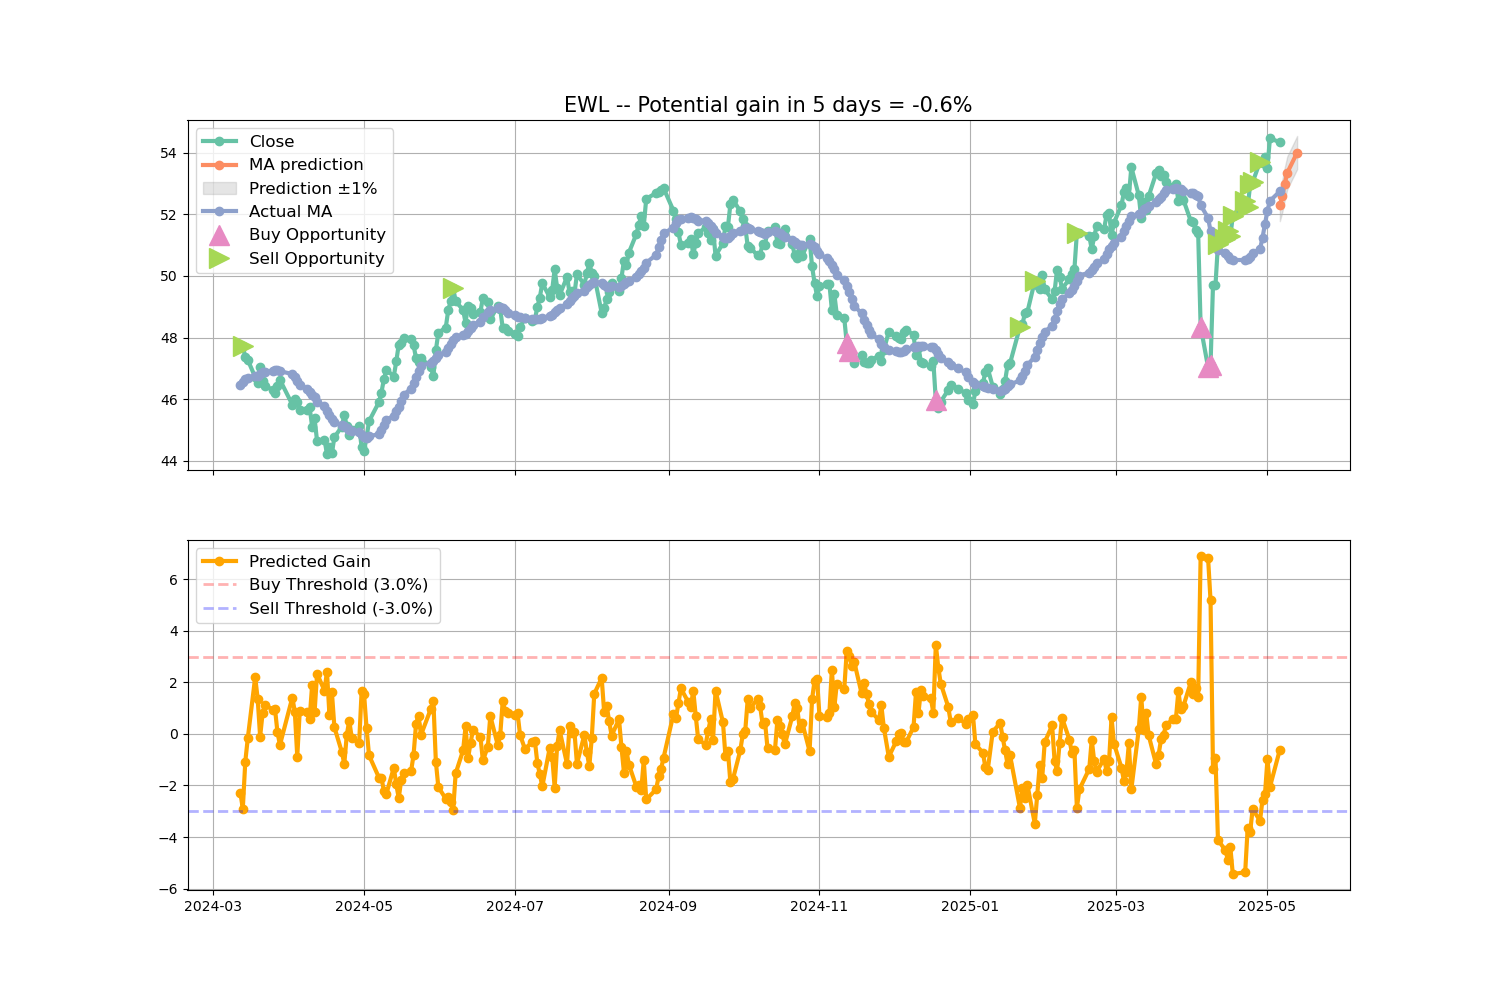 EWL -- Potential gain in 5 days = -0.6%
Close
MA prediction
Prediction ±1%
Actual MA
Buy Opportunity
Sell Opportunity
54
52
50
48
46
44
Predicted Gain
Buy Threshold (3.0%)
Sell Threshold (-3.0%)
6
4
2
0
−2
−4
−6
2024-03 2024-05 2024-07 2024-09 2024-11 2025-01 2025-03 2025-05